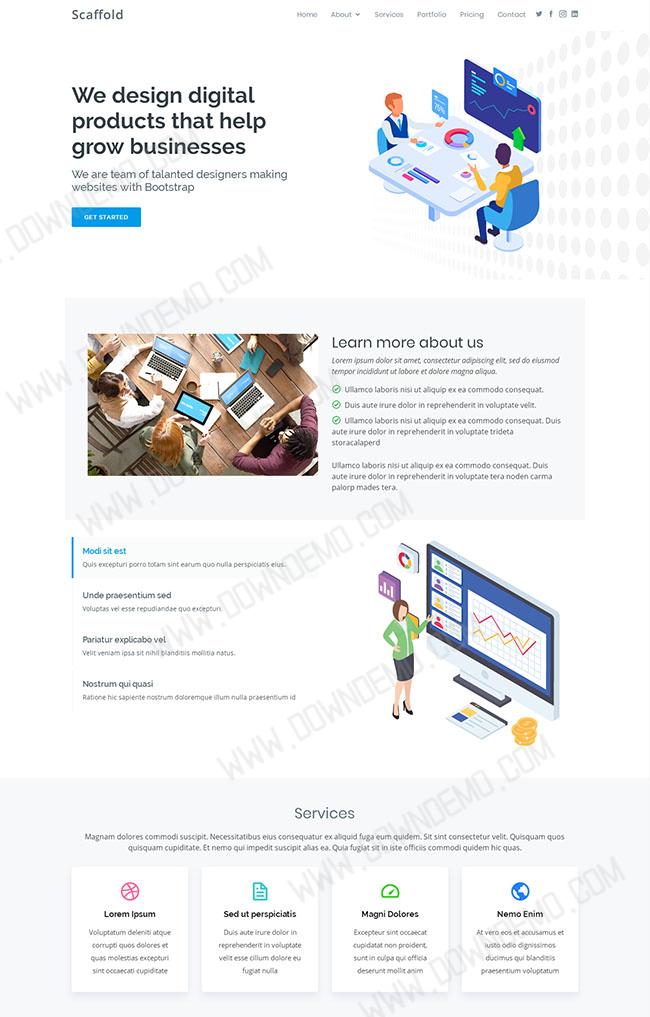 Scaffold
Home About Services Portfolio Pricing Contact
We design digital
products that help
grow businesses
We are team of talanted designers making
websites with Bootstrap
GET STARTED
75%
Learn more about us
Lorem ipsum dolor sit amet, consectetur adipiscing elit, sed do eiusmod
tempor incididunt ut labore et dolore magna aliqua.
Ullamco laboris nisi ut aliquip ex ea commodo consequat.
Duis aute irure dolor in reprehenderit in voluptate velit.
Ullamco laboris nisi ut aliquip ex ea commodo consequat. Duis
aute irure dolor in reprehenderit in voluptate trideta
storacalaperd
Ullamco laboris nisi ut aliquip ex ea commodo consequat. Duis
aute irure dolor in reprehenderit in voluptate tera noden carma
palorp mades tera.
Modi sit est
Quis excepturi porro totam sint earum quo nulla perspiciatis eius.
Unde praesentium sed
Voluptas vel esse repudiandae quo excepturi.
Pariatur explicabo vel
Velit veniam ipsa sit nihil blanditiis mollitia natus.
Nostrum qui quasi
Ratione hic sapiente nostrum doloremque illum nulla praesentium id
Services
Magnam dolores commodi suscipit. Necessitatibus eius consequatur ex aliquid fuga eum quidem. Sit sint consectetur velit. Quisquam quos
quisquam cupiditate. Et nemo qui impedit suscipit alias ea. Quia fugiat sit in iste officiis commodi quidem hic quas.
Lorem Ipsum
Voluptatum deleniti atque
corrupti quos dolores et
quas molestias excepturi
sint occaecati cupiditate
Sed ut perspiciatis
Duis aute irure dolor in
reprehenderit in voluptate
velit esse cillum dolore eu
fugiat nulla
Magni Dolores
Excepteur sint occaecat
cupidatat non proident,
sunt in culpa qui officia
deserunt mollit anim
Nemo Enim
At vero eos et accusamus et
iusto odio dignissimos
ducimus qui blanditiis
praesentium voluptatum
WWW.DOWNDEMO.COM
WWW.DOWNDEMO.COM
WWW.DOWNDEMO.COM
WWW.DOWNDEMO.COM
WWW.DOWNDEMO.COM
WWW.DOWNDEMO.COM
WWW.DOWNDEMO.COM